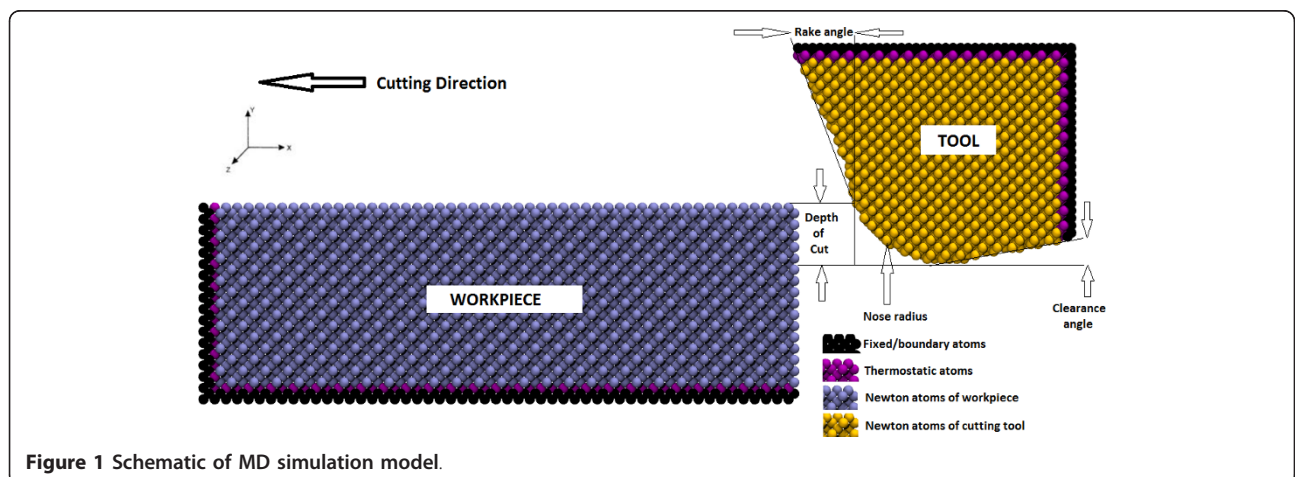 Rake angle
Cutting Direction
Y
X
Z
TOOL
Depth
of
Cut
WORKPIECE
Nose radius
Clearance
angle
Fixed/boundary atoms
Thermostatic atoms
Newton atoms of workpiece
Newton atoms of cutting tool
Figure 1 Schematic of MD simulation model.